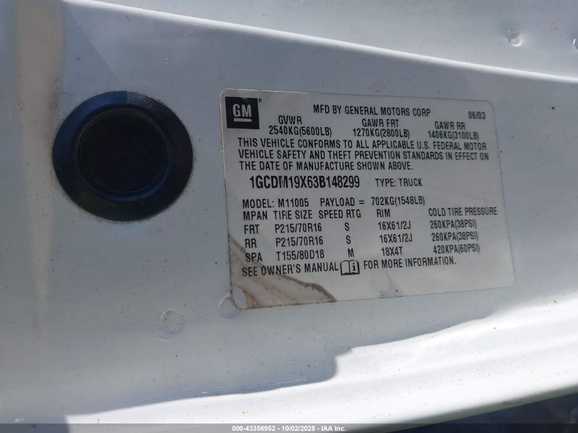 GM
MFD BY GENERAL MOTORS CORP 06/03
GVWR GAWR FRT GAWR RR
2540KG(5600LB) 1270KG(2800LB) 1406KG(3100LB)
THIS VEHICLE CONFORMS TO ALL APPLICABLE U.S. FEDERAL MOTOR
VEHICLE SAFETY AND THEFT PREVENTION STANDARDS IN EFFECT ON
THE DATE OF MANUFACTURE SHOWN ABOVE.
1GCDM19X63B148299 TYPE: TRUCK
MODEL: M11005 PAYLOAD = 702KG(1548LB)
MPAN TIRE SIZE SPEED RTG RIM COLD TIRE PRESSURE
FRT P215/70R16 S 16X61/2J 260KPA(38PSI)
RR P215/70R16 S 16X61/2J 260KPA(38PSI)
SPA T155/80D18 M 18X4T 420KPA(60PSI)
SEE OWNER'S MANUAL FOR MORE INFORMATION.
000-43356952 | 10/02/2025 | IAA Inc.